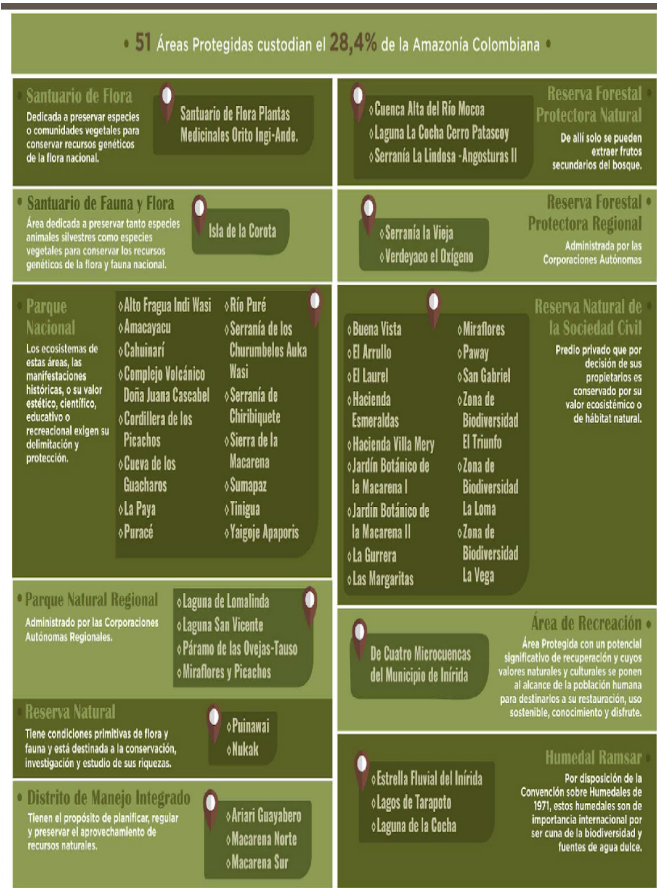 • 51 Áreas Protegidas custodian el 28,4% de la Amazonía Colombiana •
• Santuario de Flora
Dedicada a preservar especies
o comunidades vegetales para
conservar recursos genéticos
de la flora nacional.
Santuario de Flora Plantas
Medicinales Orito Ingi-Ande.
• Santuario de Fauna y Flora
Área dedicada a preservar tanto especies
animales silvestres como especies
vegetales para conservar los recursos
genéticos de la flora y fauna nacional.
Isla de la Corota
• Parque
Nacional
Los ecosistemas de
estas áreas, las
manifestaciones
históricas, o su valor
estético, científico,
educativo o
recreacional exigen su
delimitación y
protección.
⬨Alto Fragua Indi Wasi
⬨Amacayacu
⬨Cahuinarí
⬨Complejo Volcánico
Doña Juana Cascabel
⬨Cordillera de los
Picachos
⬨Cueva de los
Guacharos
⬨La Paya
⬨Puracé
⬨Río Puré
⬨Serranía de los
Churumbelos Auka
Wasi
⬨Serranía de
Chiribiquete
⬨Sierra de la
Macarena
⬨Sumapaz
⬨Tinigua
⬨Yaigoje Apaporis
• Parque Natural Regional
Administrado por las Corporaciones
Autónomas Regionales.
⬨Laguna de Lomalinda
⬨Laguna San Vicente
⬨Páramo de las Ovejas-Tauso
⬨Miraflores y Picachos
• Reserva Natural
Tiene condiciones primitivas de flora y
fauna y está destinada a la conservación,
investigación y estudio de sus riquezas.
⬨Puinawai
⬨Nukak
• Distrito de Manejo Integrado
Tienen el propósito de planificar, regular
y preservar el aprovechamiento de
recursos naturales.
⬨Ariari Guayabero
⬨Macarena Norte
⬨Macarena Sur
⬨Cuenca Alta del Río Mocoa
⬨Laguna La Cocha Cerro Patascoy
⬨Serranía La Lindosa -Angosturas II
Reserva Forestal •
Protectora Natural
De allí solo se pueden
extraer frutos
secundarios del bosque.
⬨Serranía la Vieja
⬨Verdeyaco el Oxígeno
Reserva Forestal •
Protectora Regional
Administrada por las
Corporaciones Autónomas
⬨Buena Vista
⬨El Arrullo
⬨El Laurel
⬨Hacienda
Esmeraldas
⬨Hacienda Villa Mery
⬨Jardín Botánico de
la Macarena I
⬨Jardín Botánico de
la Macarena II
⬨La Gurrera
⬨Las Margaritas
⬨Miraflores
⬨Paway
⬨San Gabriel
⬨Zona de
Biodiversidad
El Triunfo
⬨Zona de
Biodiversidad
La Loma
⬨Zona de
Biodiversidad
La Vega
Reserva Natural de •
la Sociedad Civil
Predio privado que por
decisión de sus
propietarios es
conservado por su
valor ecosistémico o
de hábitat natural.
De Cuatro Microcuencas
del Municipio de Inírida
Área de Recreación •
Área Protegida con un potencial
significativo de recuperación y cuyos
valores naturales y culturales se ponen
al alcance de la población humana
para destinarlos a su restauración, uso
sostenible, conocimiento y disfrute.
⬨Estrella Fluvial del Inírida
⬨Lagos de Tarapoto
⬨Laguna de la Cocha
Humedal Ramsar •
Por disposición de la
Convención sobre Humedales de
1971, estos humedales son de
importancia internacional por
ser cuna de la biodiversidad y
fuentes de agua dulce.